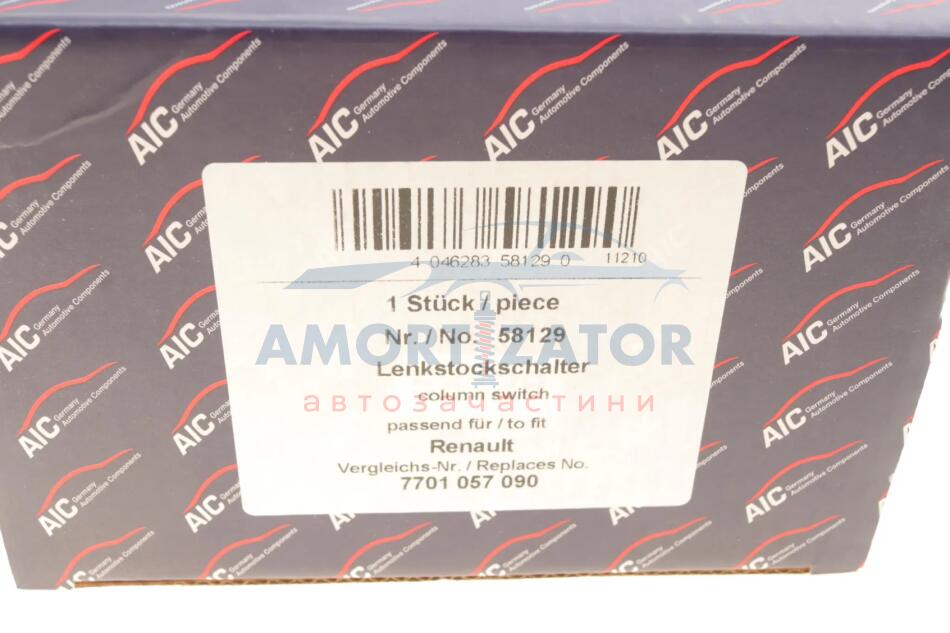 AIC Germany
Automotive Components
4 046283 58129 0 11210
1 Stück / piece
Nr. / No. 58129
AMORTIZATOR
Lenkstockschalter
column switch
автозачастини
passend für / to fit
Renault
Vergleichs-Nr. / Replaces No.
7701 057 090